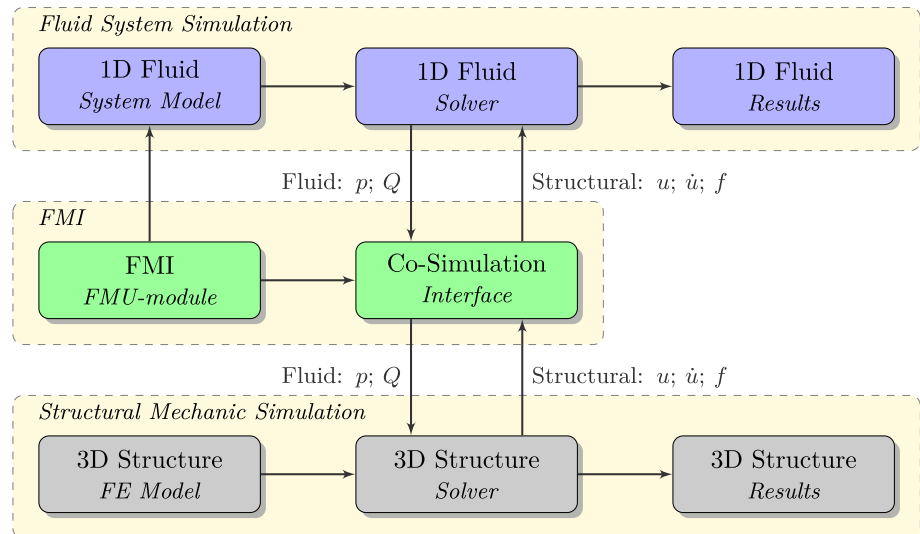 Fluid System Simulation
1D Fluid
System Model
1D Fluid
Solver
1D Fluid
Results
Fluid: p; Q
Structural: u; u̇; f
FMI
FMI
FMU-module
Co-Simulation
Interface
Fluid: p; Q
Structural: u; u̇; f
Structural Mechanic Simulation
3D Structure
FE Model
3D Structure
Solver
3D Structure
Results